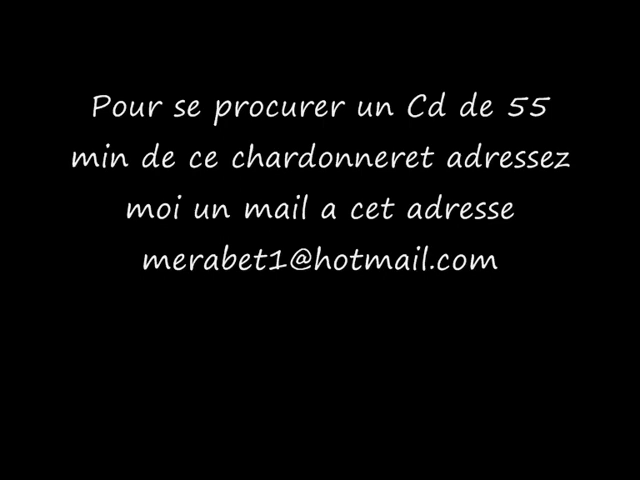 Pour se procurer un Cd de 55
min de ce chardonneret adressez
moi un mail a cet adresse
merabet1@hotmail.com